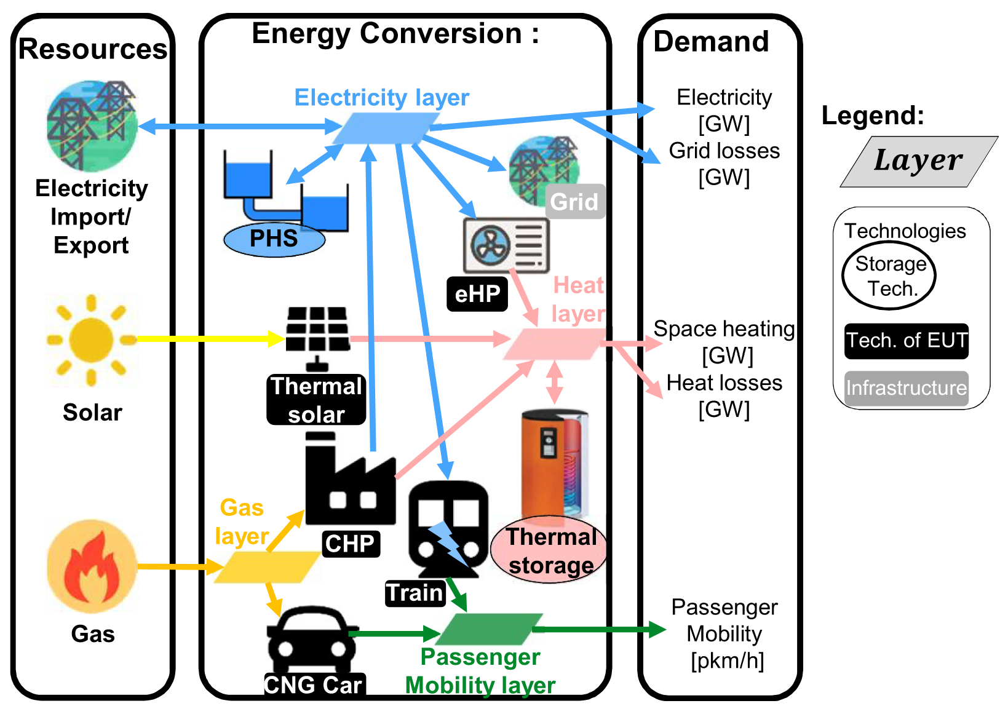 Resources
Electricity
Import/
Export
Solar
Gas
Energy Conversion :
Electricity layer
PHS
Grid
eHP
Heat
layer
Thermal
solar
Gas
layer
CHP
Train
Thermal
storage
CNG Car
Passenger
Mobility layer
Demand
Electricity
[GW]
Grid losses
[GW]
Space heating
[GW]
Heat losses
[GW]
Passenger
Mobility
[pkm/h]
Legend:
Layer
Technologies
Storage
Tech.
Tech. of EUT
Infrastructure